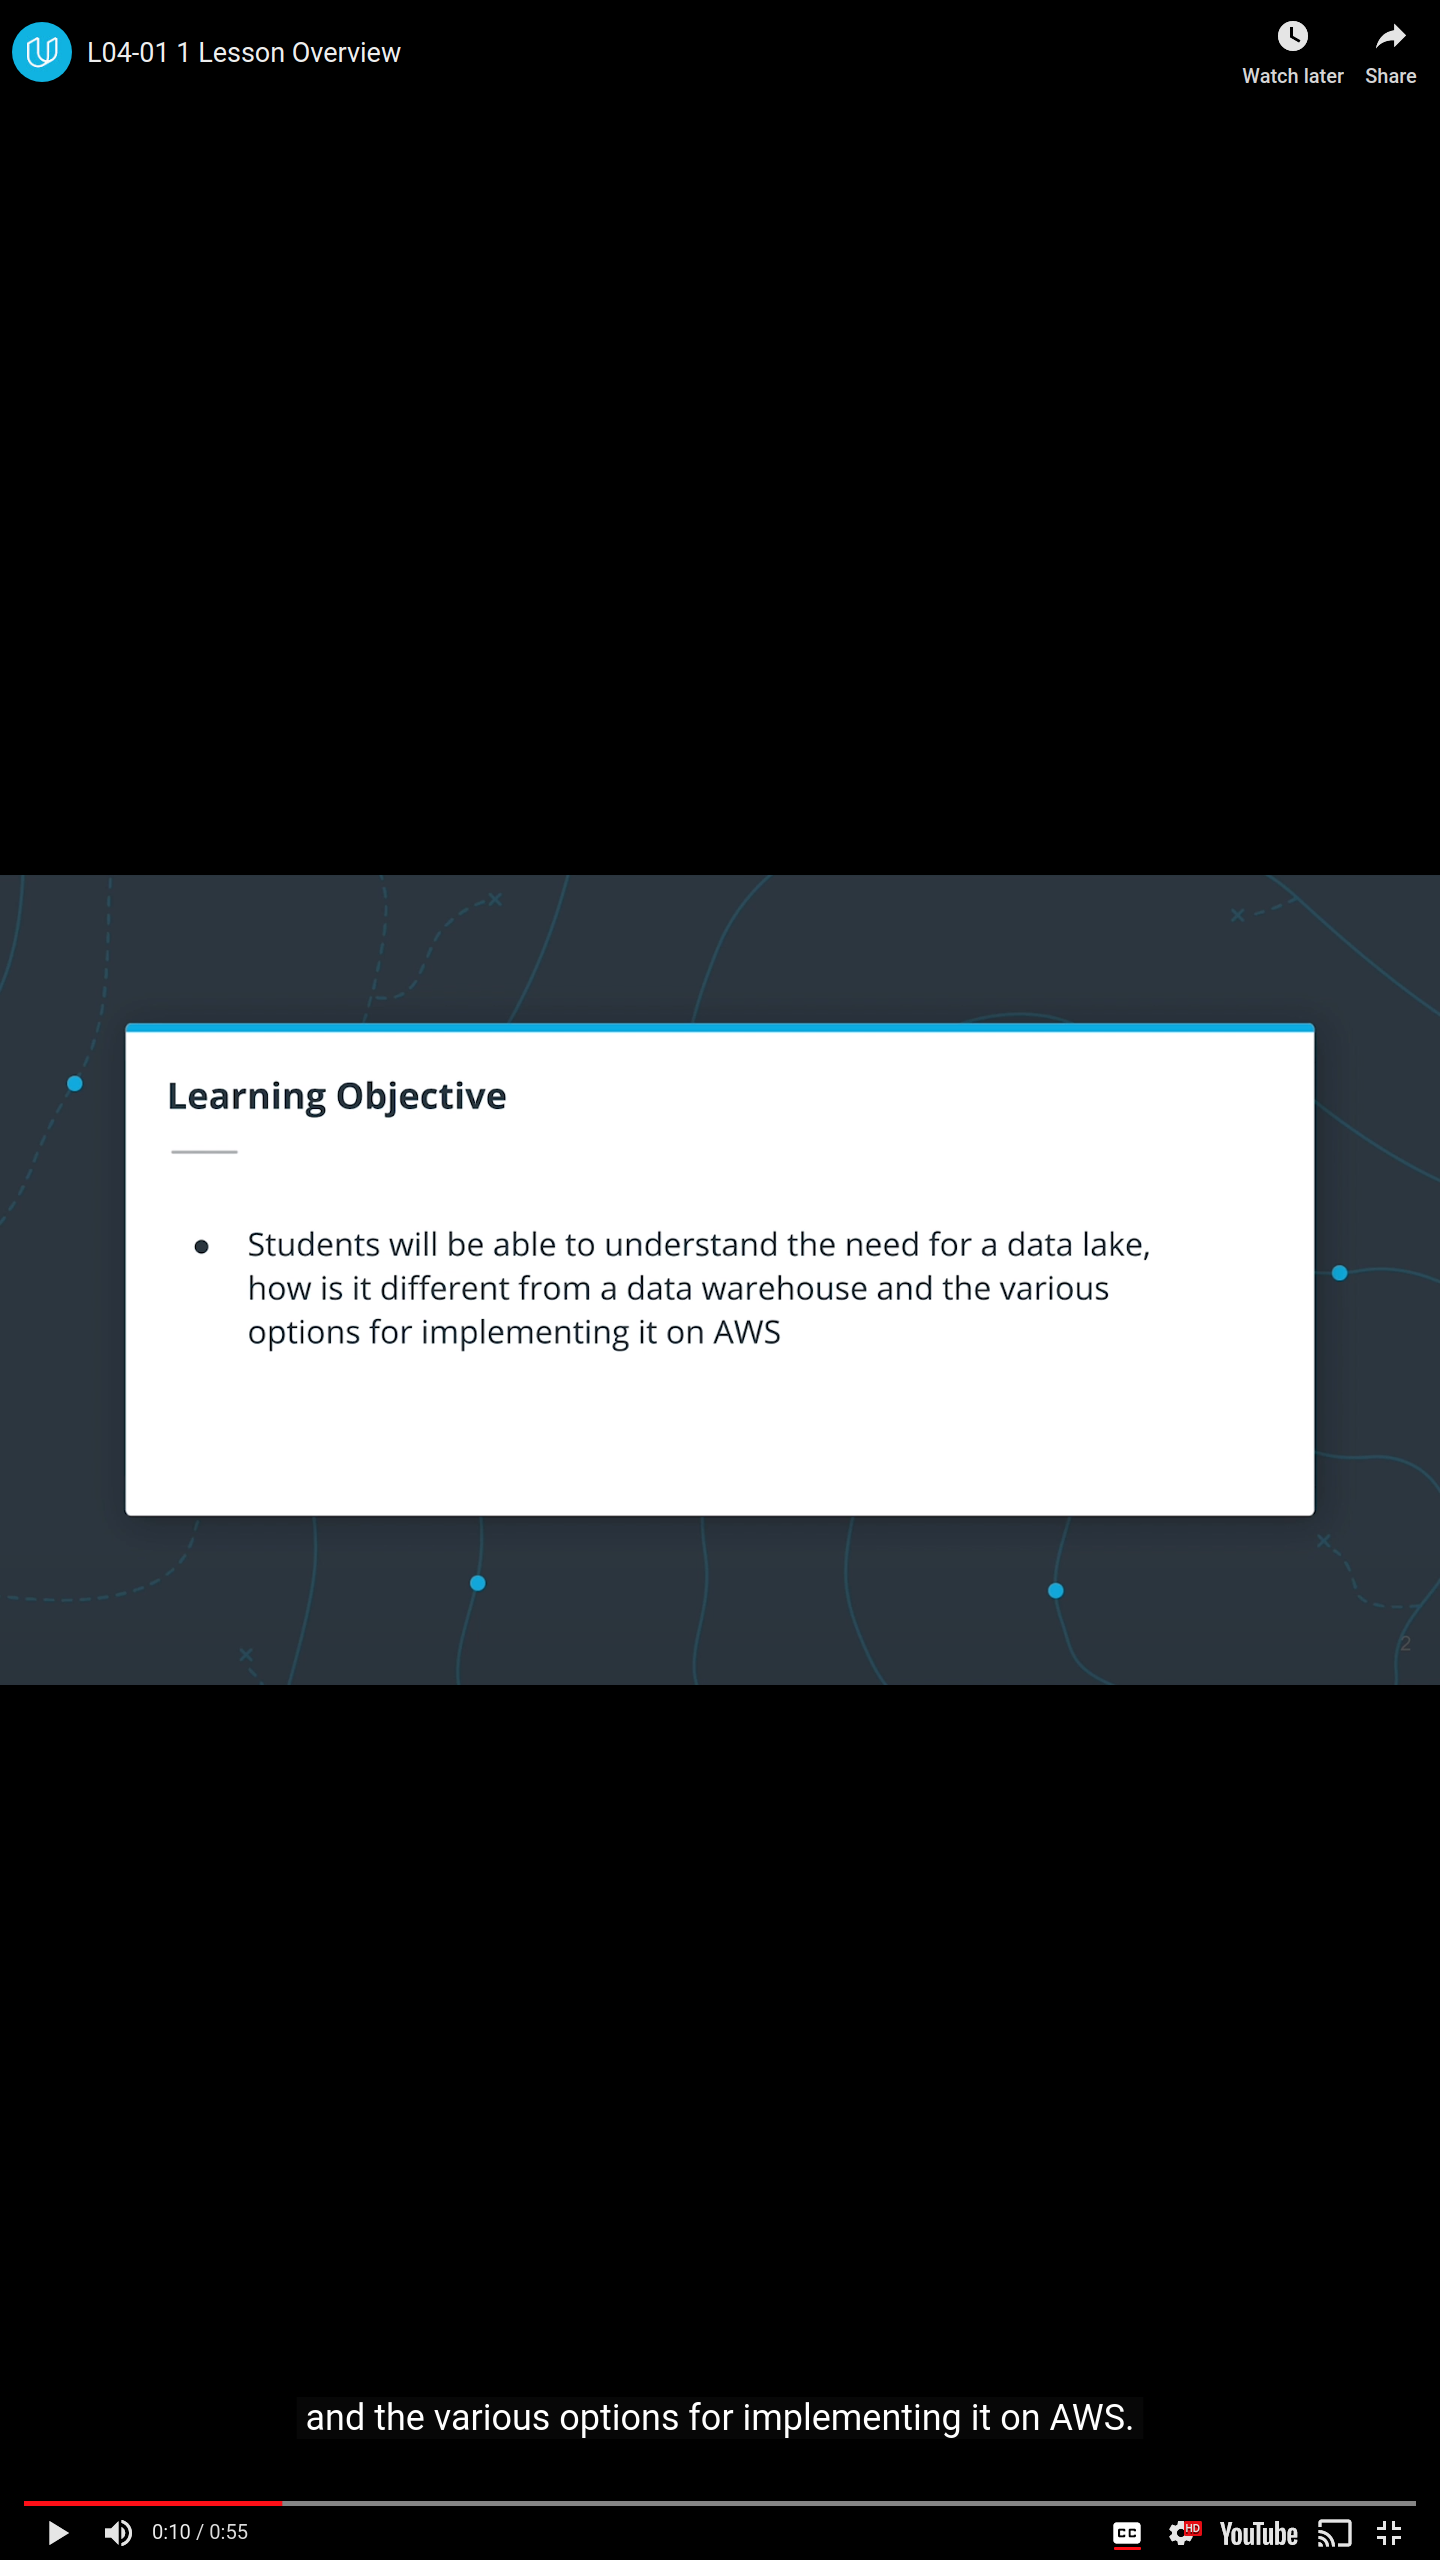 L04-01 1 Lesson Overview
Watch later
Share
Learning Objective
● Students will be able to understand the need for a data lake,
how is it different from a data warehouse and the various
options for implementing it on AWS
2
and the various options for implementing it on AWS.
0:10 / 0:55
CC
HD
YouTube